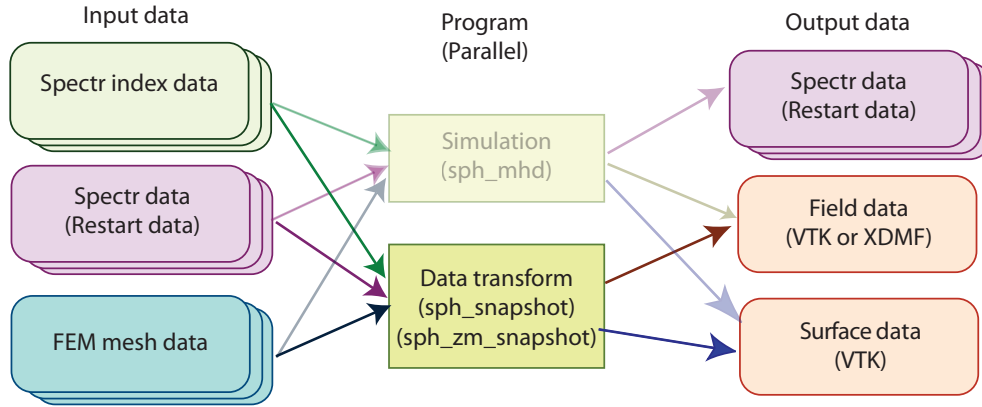 Input data
Program
(Parallel)
Output data
Spectr index data
Spectr data
(Restart data)
FEM mesh data
Simulation
(sph_mhd)
Data transform
(sph_snapshot)
(sph_zm_snapshot)
Spectr data
(Restart data)
Field data
(VTK or XDMF)
Surface data
(VTK)